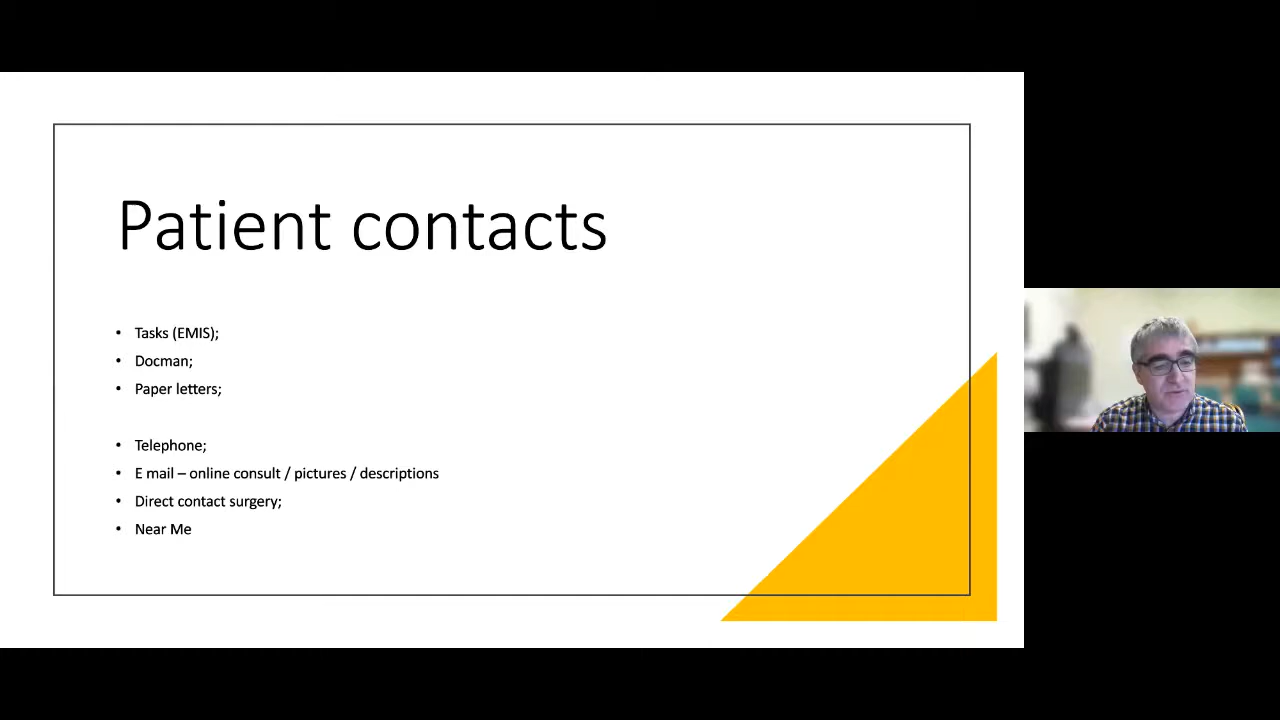 Patient contacts
• Tasks (EMIS);
• Docman;
• Paper letters;
• Telephone;
• E mail – online consult / pictures / descriptions
• Direct contact surgery;
• Near Me